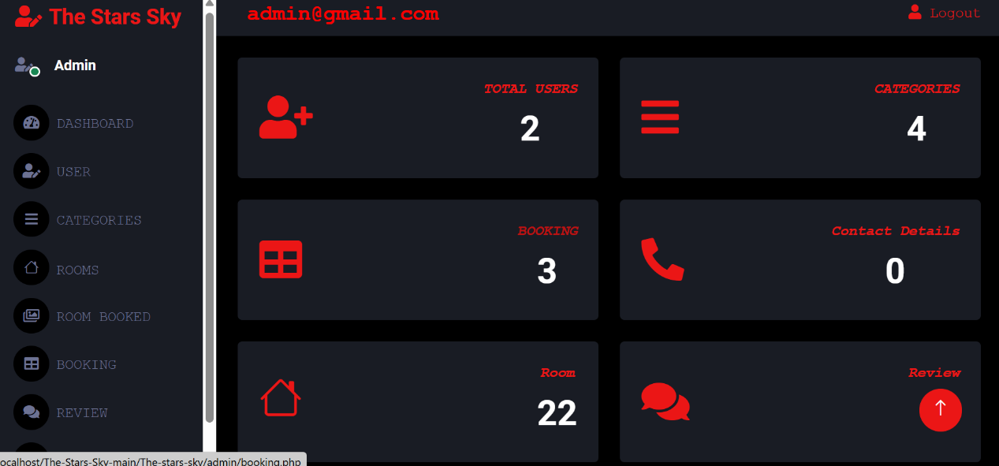 The Stars Sky
Admin
DASHBOARD
USER
CATEGORIES
ROOMS
ROOM BOOKED
BOOKING
REVIEW
admin@gmail.com
Logout
TOTAL USERS
2
CATEGORIES
4
BOOKING
3
Contact Details
0
Room
22
Review
ocalhost/The-Stars-Sky-main/The-stars-sky/admin/booking.php